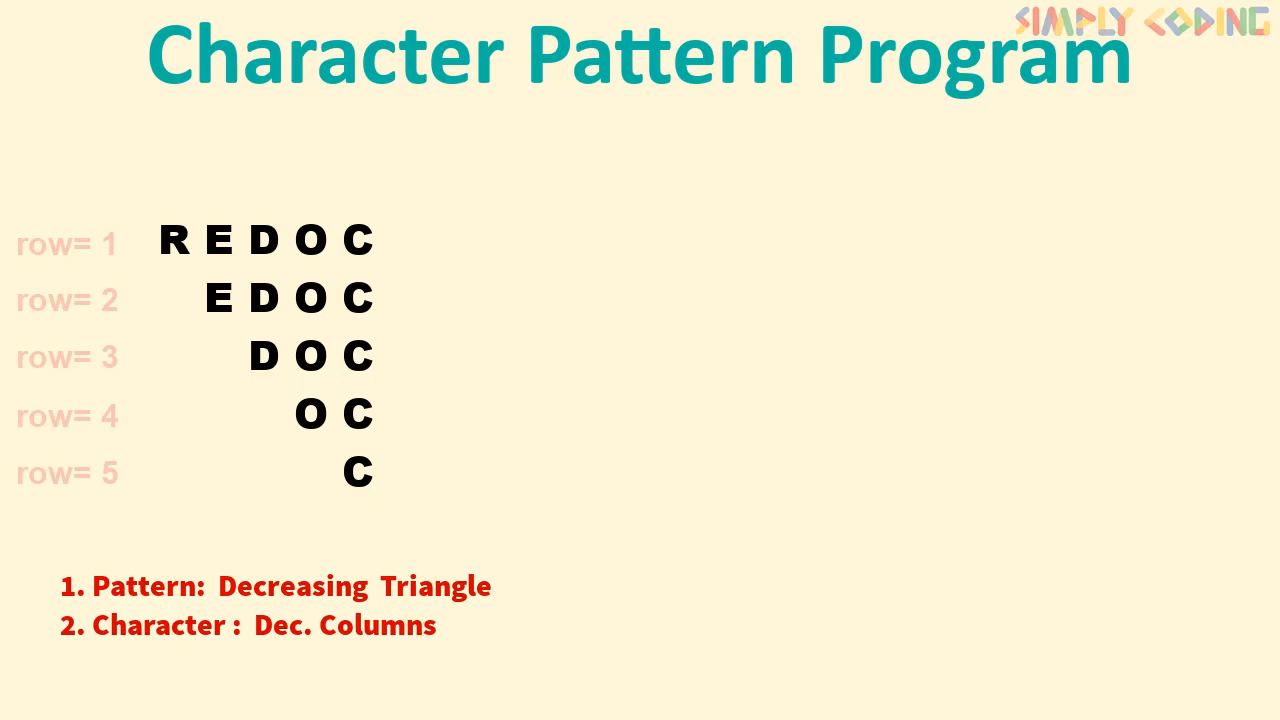 SIMPLY CODING
Character Pattern Program
row= 1 R E D O C
row= 2 E D O C
row= 3 D O C
row= 4 O C
row= 5 C
1. Pattern: Decreasing Triangle
2. Character : Dec. Columns